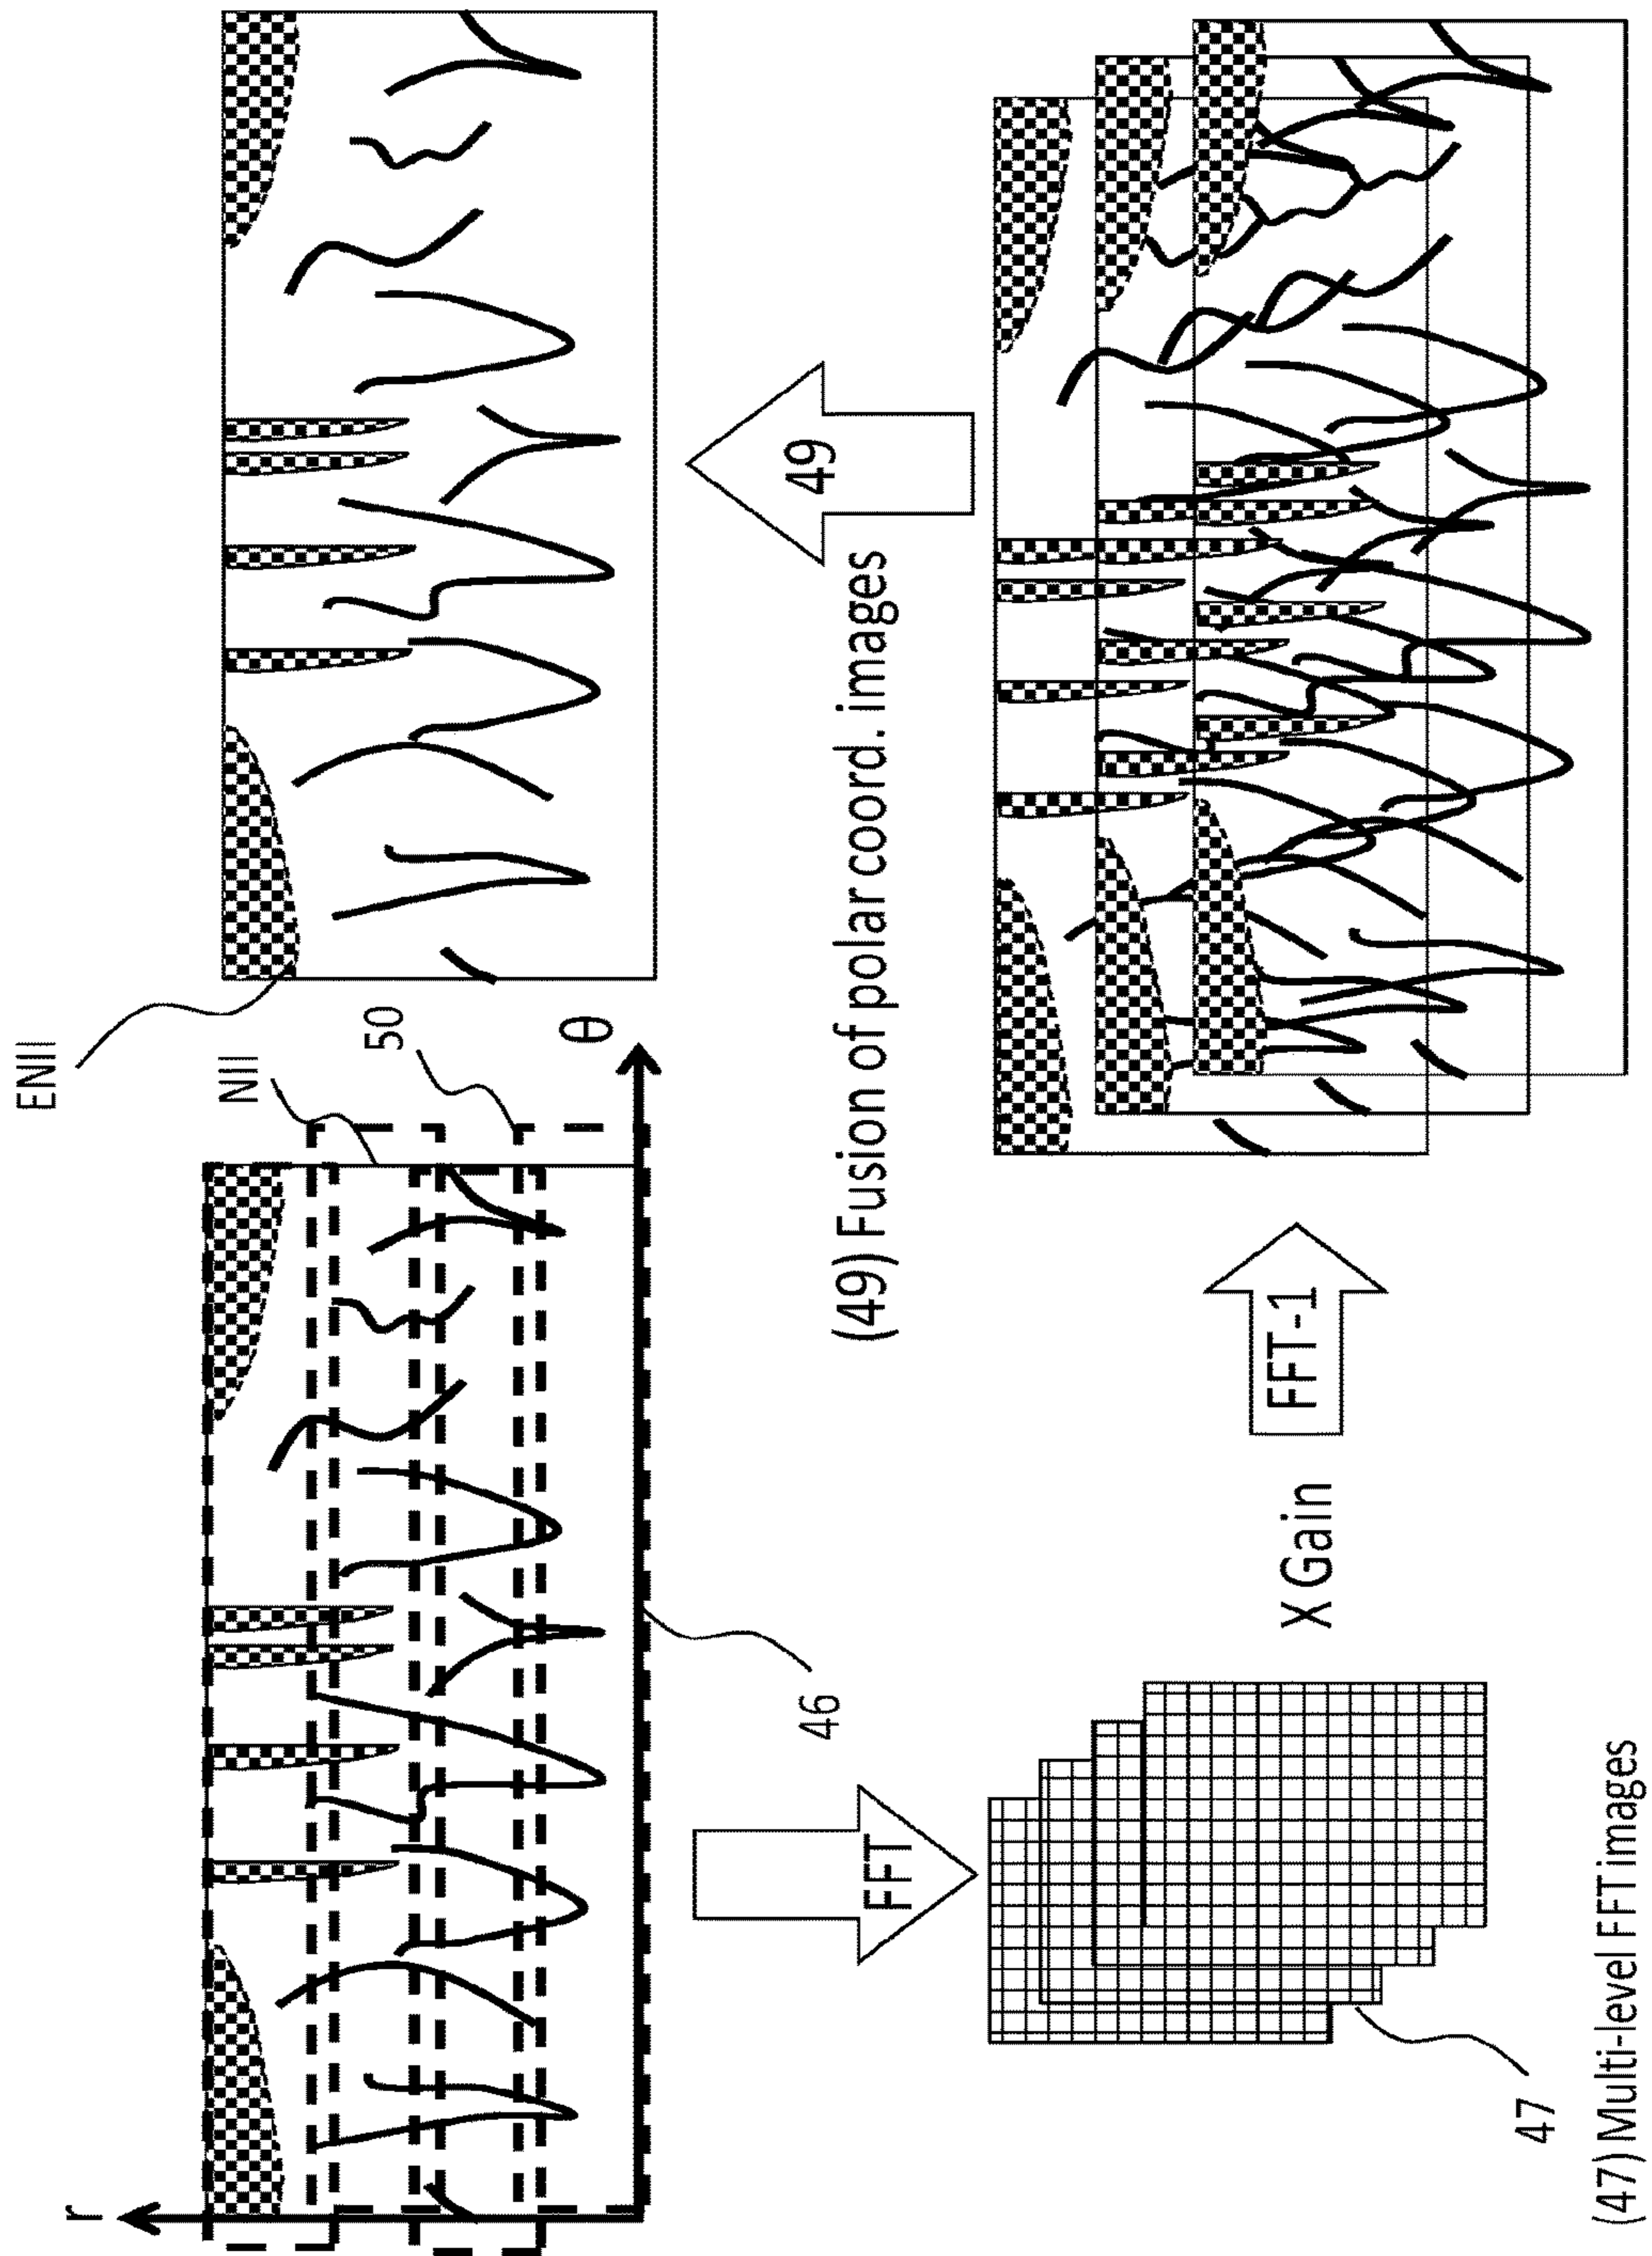 r
NII
50
θ
46
ENII
FFT
47
(47) Multi-level FFT images
X Gain
FFT-1
49
(49) Fusion of polar coord. images